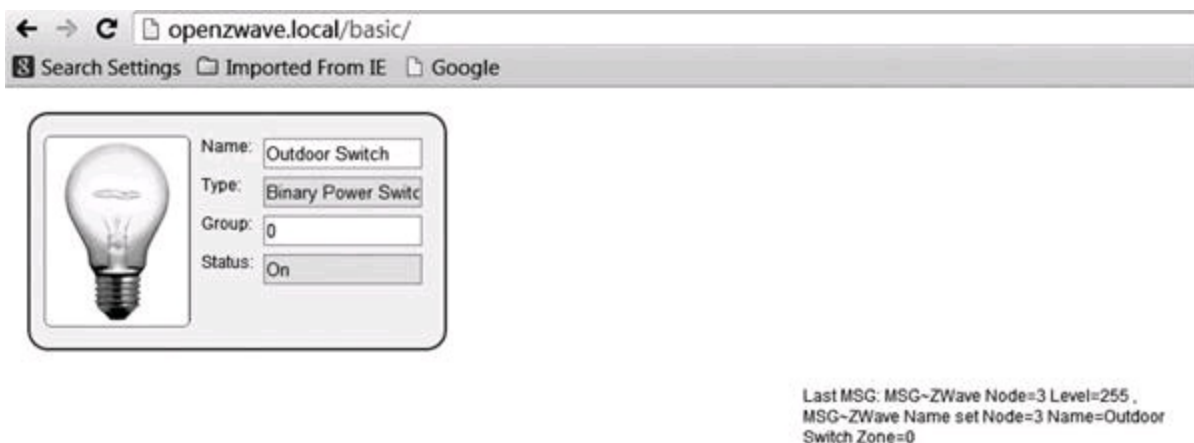 openzwave.local/basic/
8 Search Settings Imported From IE Google
Name: Outdoor Switch
Type: Binary Power Switc
Group: 0
Status: On
Last MSG: MSG~ZWave Node=3 Level=255 ,
MSG~ZWave Name set Node=3 Name=Outdoor
Switch Zone=0